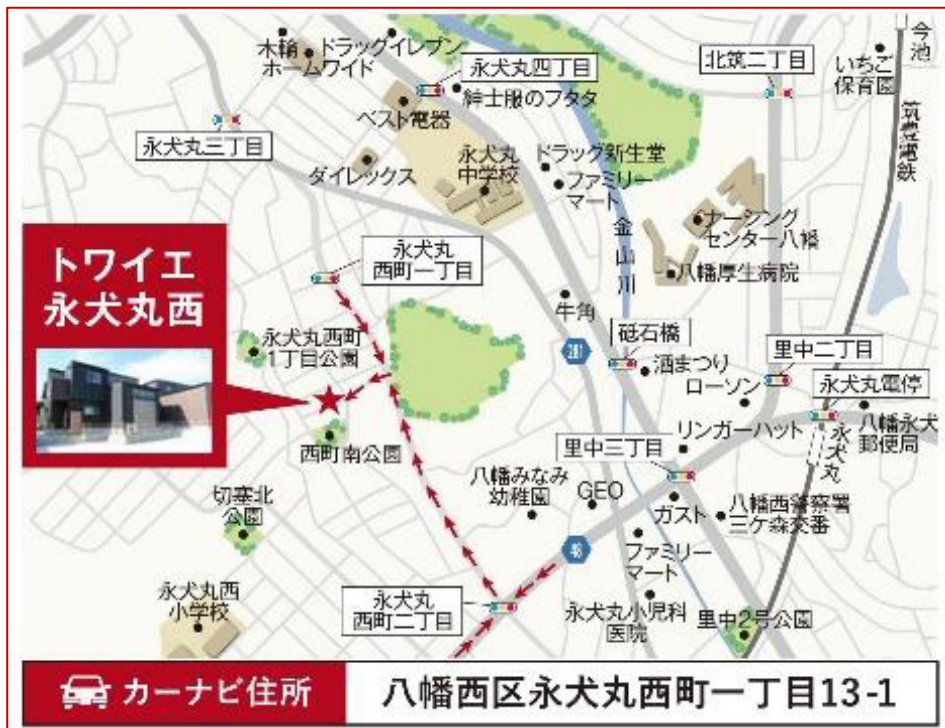 今池
木輪
ドラッグイレブン
ホームワイド
永犬丸四丁目
紳士服のフタタ
ベスト電器
北筑二丁目
いちご
保育園
筑豊電鉄
永犬丸三丁目
ダイレックス
永犬丸
中学校
ドラッグ新生堂
ファミリー
マート
金山川
ナーシング
センター八幡
八幡厚生病院
トワイエ
永犬丸西
永犬丸
西町一丁目
永犬丸西町
1丁目公園
牛角
281
砥石橋
酒まつり
里中二丁目
ローソン
永犬丸電停
西町南公園
里中三丁目
リンガーハット
永犬丸
八幡永犬
郵便局
切塞北
公園
八幡みなみ
幼稚園
GEO
ガスト
八幡西警察署
三ケ森交番
48
ファミリー
マート
永犬丸西
小学校
永犬丸
西町二丁目
永犬丸小児科
医院
里中2号公園
カーナビ住所
八幡西区永犬丸西町一丁目13-1